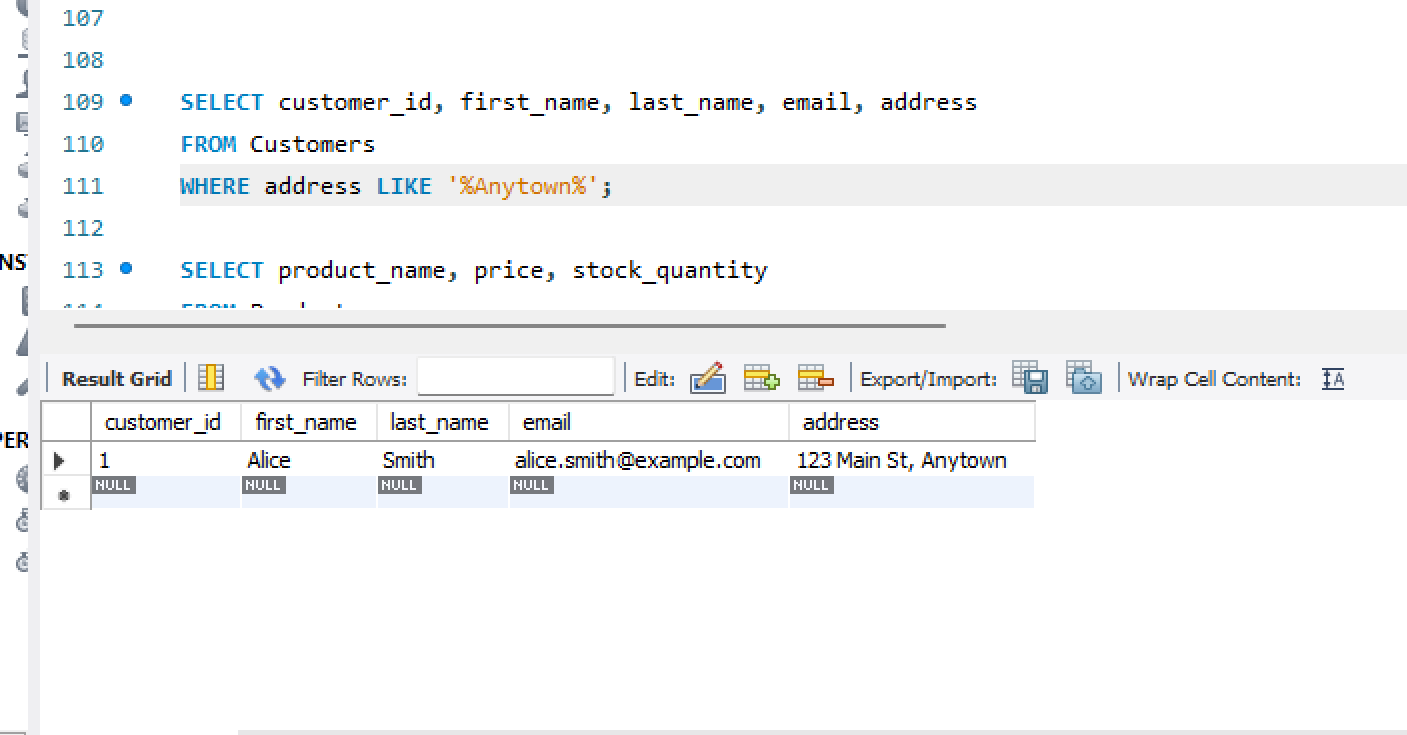 107
108
109 SELECT customer_id, first_name, last_name, email, address
110 FROM Customers
111 WHERE address LIKE '%Anytown%';
112
113 SELECT product_name, price, stock_quantity
Result Grid Filter Rows: Edit: Export/Import: Wrap Cell Content:
customer_id first_name last_name email address
1 Alice Smith alice.smith@example.com 123 Main St, Anytown
NULL NULL NULL NULL NULL